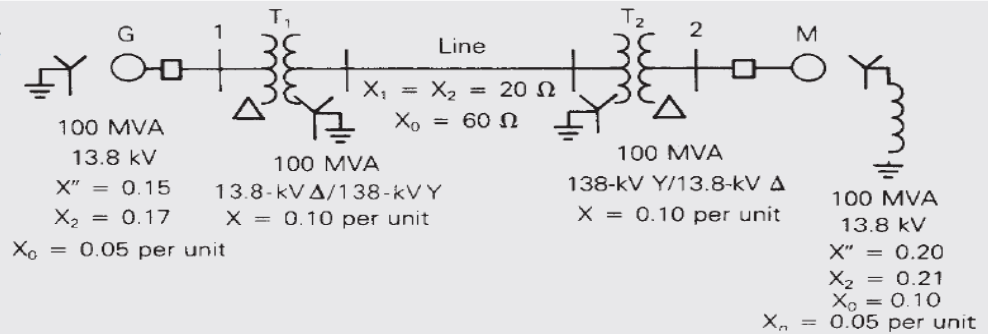 G
1
T₁
Line
T₂
2
M
X₁ = X₂ = 20 Ω
X₀ = 60 Ω
100 MVA
13.8 kV
X″ = 0.15
X₂ = 0.17
X₀ = 0.05 per unit
100 MVA
13.8-kV Δ/138-kV Y
X = 0.10 per unit
100 MVA
138-kV Y/13.8-kV Δ
X = 0.10 per unit
100 MVA
13.8 kV
X″ = 0.20
X₂ = 0.21
X₀ = 0.10
Xₙ = 0.05 per unit